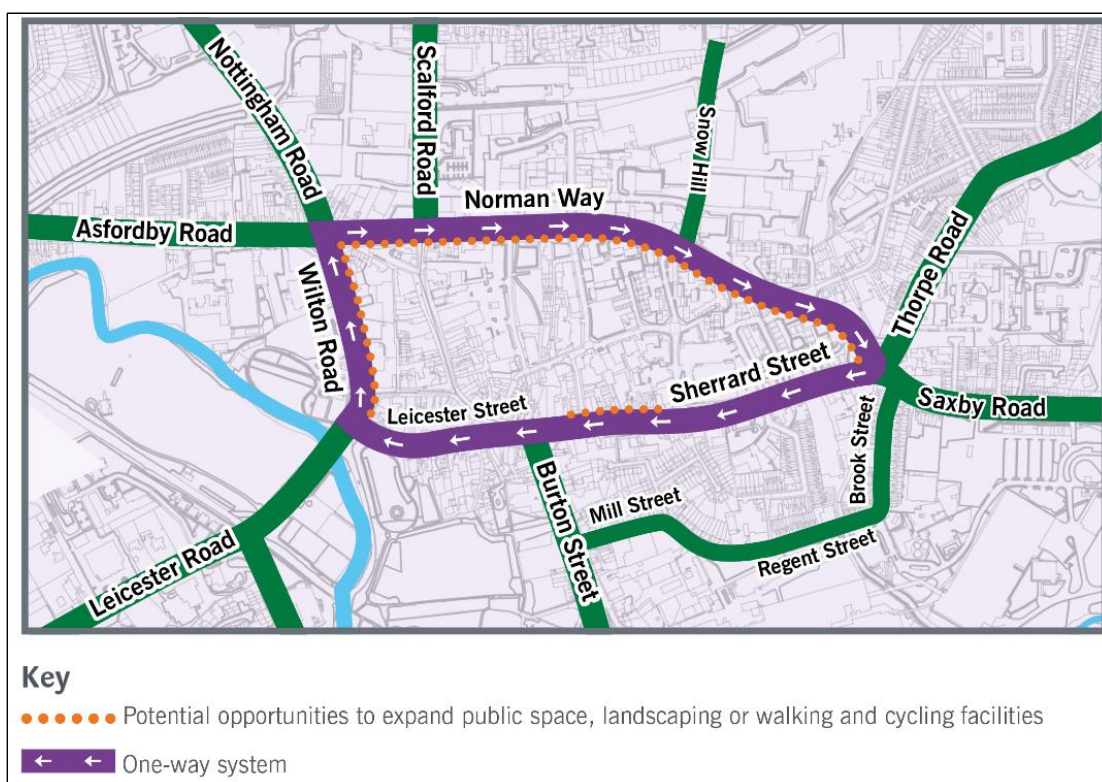 Nottingham Road
Scalford Road
Snow Hill
Norman Way
Asfordby Road
Thorpe Road
Wilton Road
Sherrard Street
Leicester Street
Saxby Road
Brook Street
Burton Street
Mill Street
Regent Street
Leicester Road
Key
Potential opportunities to expand public space, landscaping or walking and cycling facilities
One-way system